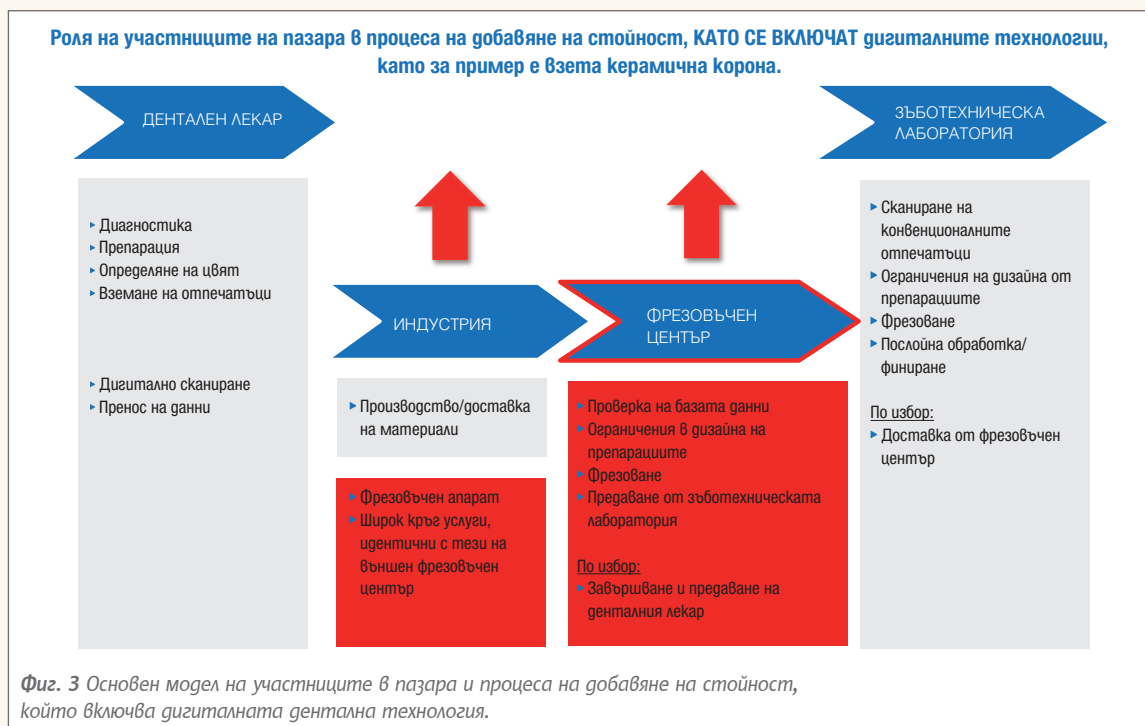 Роля на участниците на пазара в процеса на добавяне на стойност, КАТО СЕ ВКЛЮЧАТ дигиталните технологии,
като за пример е взета керамична корона.
ДЕНТАЛЕН ЛЕКАР
Диагностика
Препарация
Определяне на цвят
Вземане на отпечатъци
Дигитално сканиране
Пренос на данни
ИНДУСТРИЯ
Производство/доставка
на материали
Фрезовъчен апарат
Широк кръг услуги,
идентични с тези на
външен фрезовъчен
център
ФРЕЗОВЪЧЕН
ЦЕНТЪР
Проверка на базата данни
Ограничения в дизайна на
препарациите
Фрезоване
Предаване от зъботехническата
лаборатория
По избор:
Завършване и предаване на
денталния лекар
ЗЪБОТЕХНИЧЕСКА
ЛАБОРАТОРИЯ
Сканиране на
конвенционалните
отпечатъци
Ограничения на дизайна от
препарациите
Фрезоване
Послойна обработка/
финиране
По избор:
Доставка от фрезовъчен
център
Фиг. 3 Основен модел на участниците в пазара и процеса на добавяне на стойност,
който включва дигиталната дентална технология.